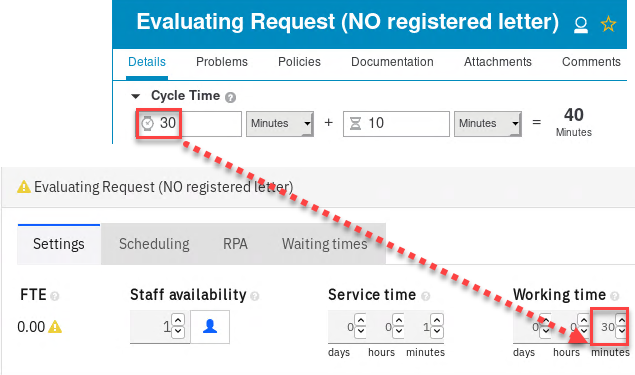 Evaluating Request (NO registered letter)
Details Problems Policies Documentation Attachments Comments
Cycle Time ?
30 Minutes + 10 Minutes = 40
Minutes
Evaluating Request (NO registered letter)
Settings Scheduling RPA Waiting times
FTE ? Staff availability ? Service time ? Working time ?
0.00 1 0 0 1 0 0 30
days hours minutes days hours minutes